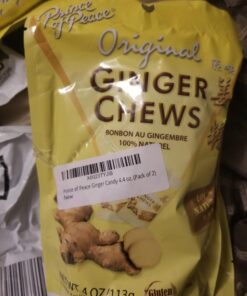 Prince
of Peace
Original
GINGER
CHEWS
BONBON AU GINGEMBRE
100% NATUREL
Prince of Peace Ginger Candy 4.4 oz. (Pack of 2)
New
4 OZ/113g
Gluten